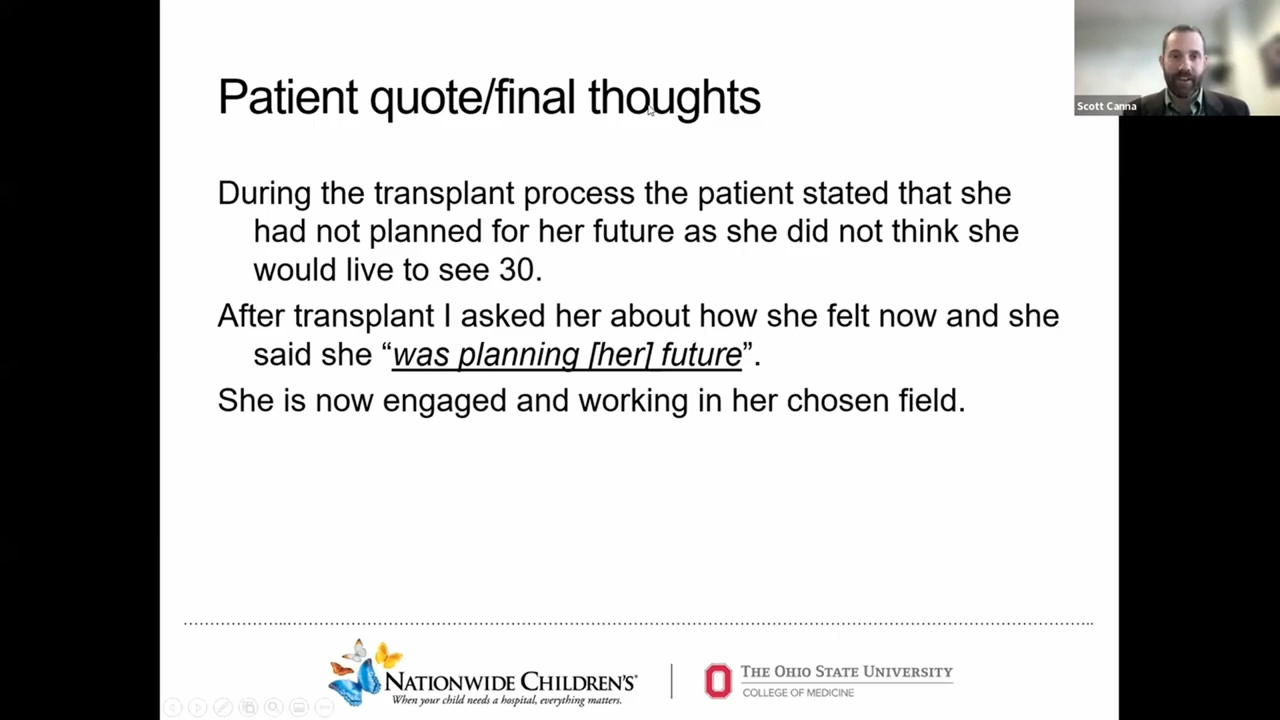 Patient quote/final thoughts
Scott Canna
During the transplant process the patient stated that she
had not planned for her future as she did not think she
would live to see 30.
After transplant I asked her about how she felt now and she
said she “was planning [her] future”.
She is now engaged and working in her chosen field.
NATIONWIDE CHILDREN'S®
When your child needs a hospital, everything matters.
THE OHIO STATE UNIVERSITY
COLLEGE OF MEDICINE